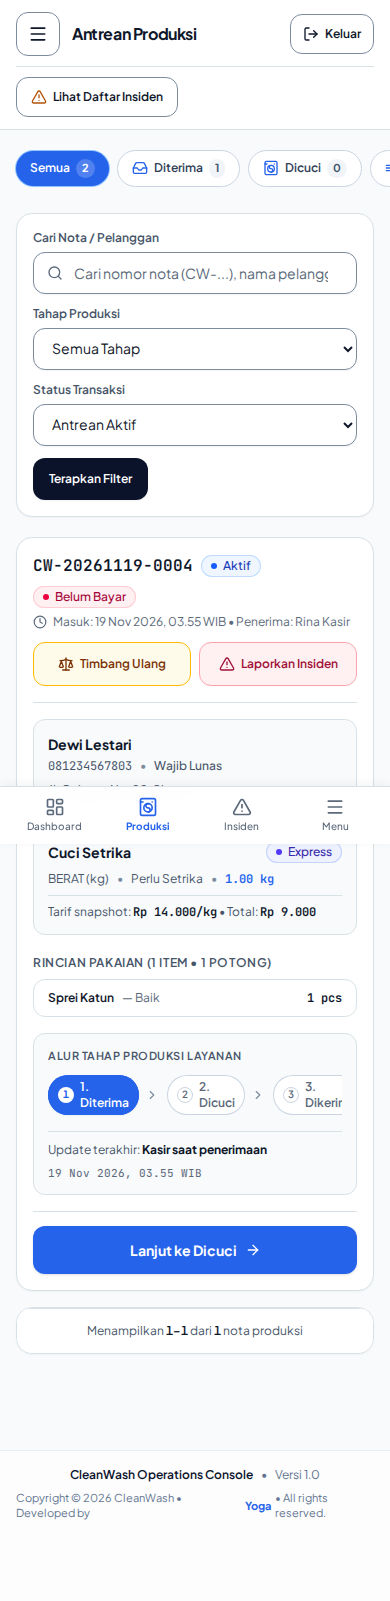 Antrean Produksi
Keluar
Lihat Daftar Insiden
Semua 2
Diterima 1
Dicuci 0
Cari Nota / Pelanggan
Cari nomor nota (CW-...), nama pelangg
Tahap Produksi
Semua Tahap
Status Transaksi
Antrean Aktif
Terapkan Filter
CW-20261119-0004 • Aktif
• Belum Bayar
Masuk: 19 Nov 2026, 03.55 WIB • Penerima: Rina Kasir
Timbang Ulang
Laporkan Insiden
Dewi Lestari
081234567803 • Wajib Lunas
Dashboard
Produksi
Insiden
Menu
Cuci Setrika
• Express
BERAT (kg) • Perlu Setrika • 1.00 kg
Tarif snapshot: Rp 14.000/kg • Total: Rp 9.000
RINCIAN PAKAIAN (1 ITEM • 1 POTONG)
Sprei Katun — Baik 1 pcs
ALUR TAHAP PRODUKSI LAYANAN
1 1. Diterima
2 2. Dicuci
3 3. Dikerin
Update terakhir: Kasir saat penerimaan
19 Nov 2026, 03.55 WIB
Lanjut ke Dicuci →
Menampilkan 1–1 dari 1 nota produksi
CleanWash Operations Console • Versi 1.0
Copyright © 2026 CleanWash •
Developed by
Yoga
• All rights
reserved.